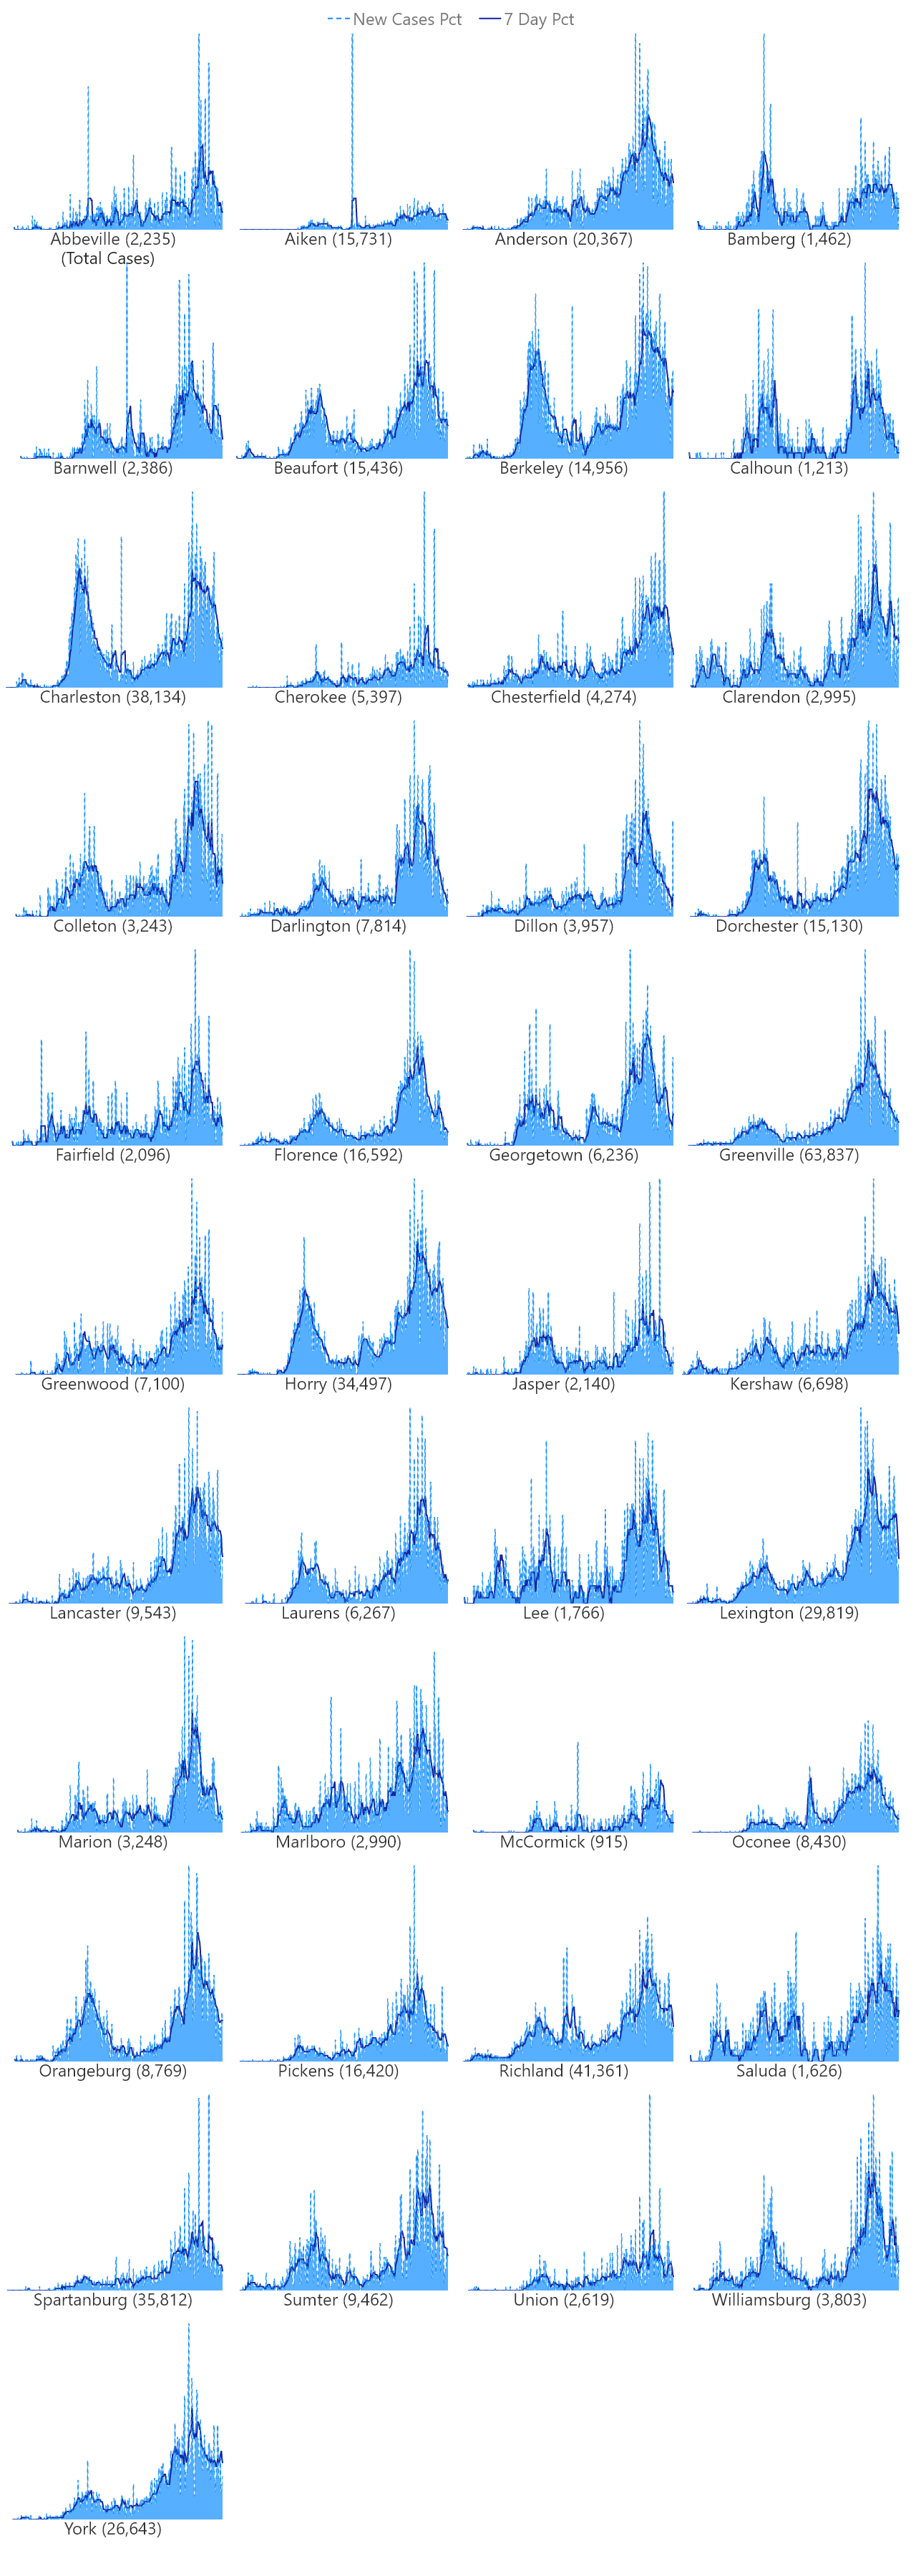 New Cases Pct 7 Day Pct
Abbeville (2,235) Aiken (15,731) Anderson (20,367) Bamberg (1,462)
(Total Cases)
Barnwell (2,386) Beaufort (15,436) Berkeley (14,956) Calhoun (1,213)
Charleston (38,134) Cherokee (5,397) Chesterfield (4,274) Clarendon (2,995)
Colleton (3,243) Darlington (7,814) Dillon (3,957) Dorchester (15,130)
Fairfield (2,096) Florence (16,592) Georgetown (6,236) Greenville (63,837)
Greenwood (7,100) Horry (34,497) Jasper (2,140) Kershaw (6,698)
Lancaster (9,543) Laurens (6,267) Lee (1,766) Lexington (29,819)
Marion (3,248) Marlboro (2,990) McCormick (915) Oconee (8,430)
Orangeburg (8,769) Pickens (16,420) Richland (41,361) Saluda (1,626)
Spartanburg (35,812) Sumter (9,462) Union (2,619) Williamsburg (3,803)
York (26,643)